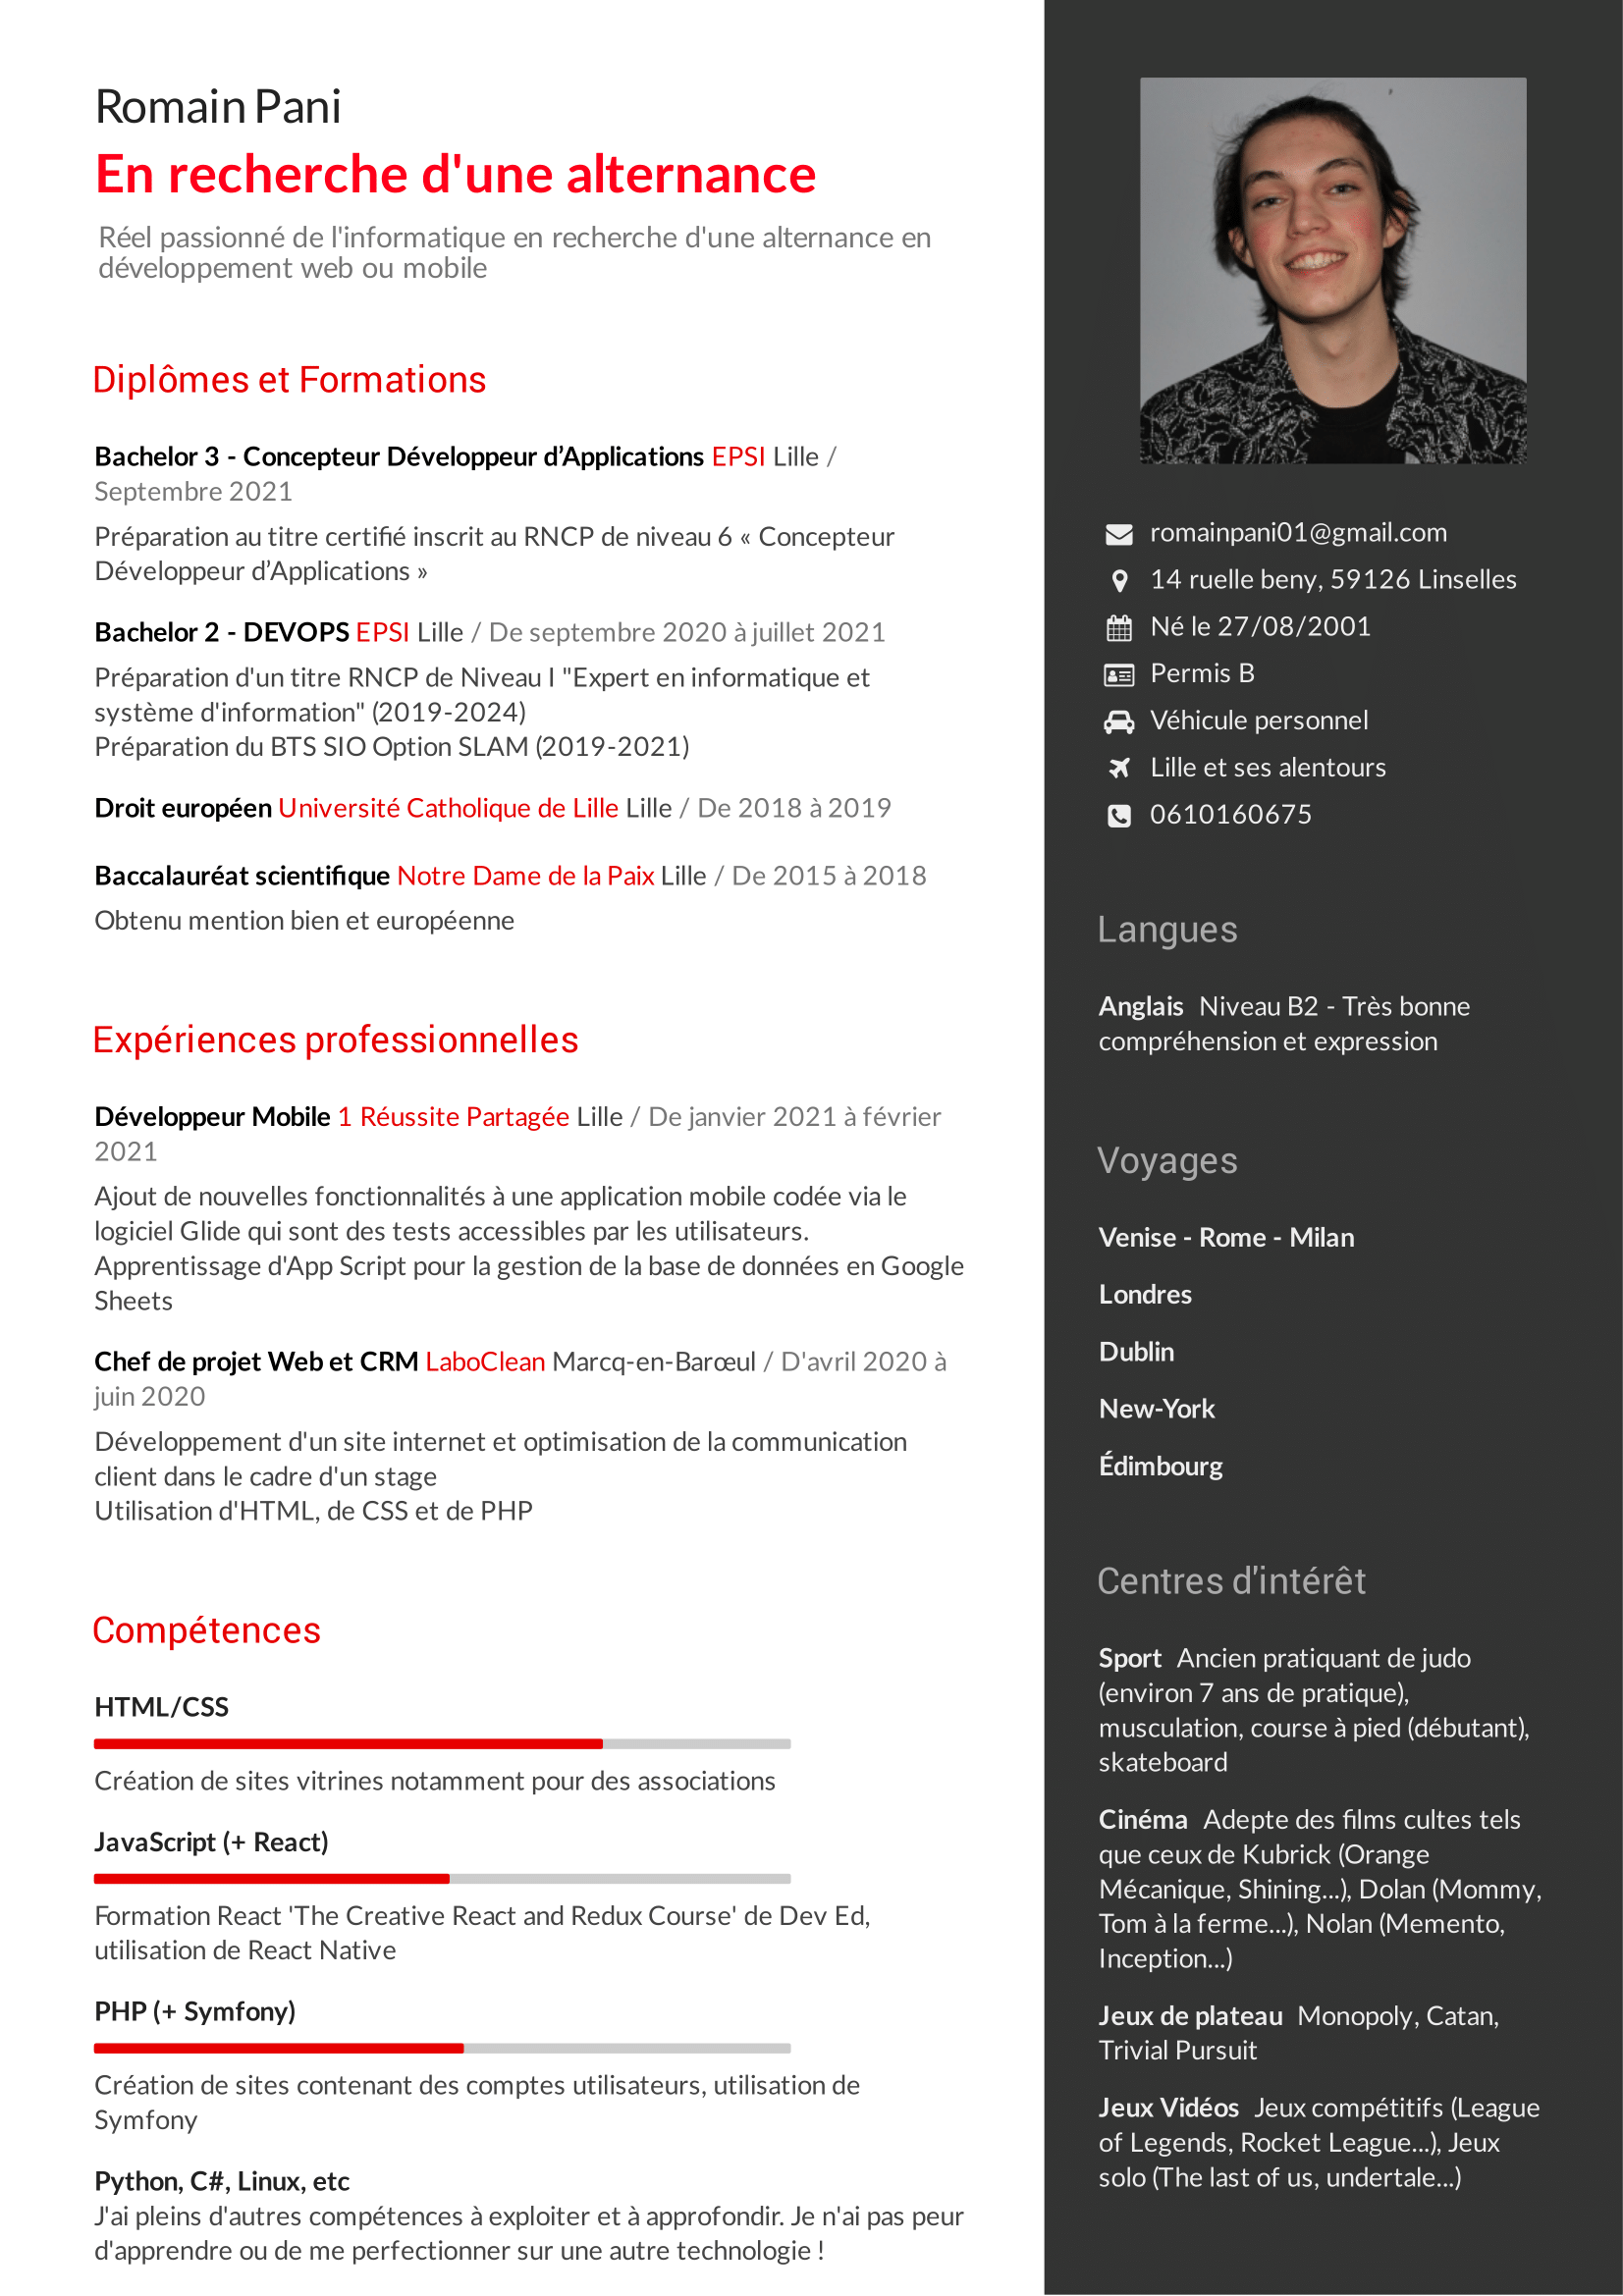 Romain Pani
En recherche d'une alternance
Réel passionné de l'informatique en recherche d'une alternance en
développement web ou mobile
Diplômes et Formations
Bachelor 3 - Concepteur Développeur d’Applications EPSI Lille /
Septembre 2021
Préparation au titre certifié inscrit au RNCP de niveau 6 « Concepteur
Développeur d’Applications »
Bachelor 2 - DEVOPS EPSI Lille / De septembre 2020 à juillet 2021
Préparation d'un titre RNCP de Niveau I "Expert en informatique et
système d'information" (2019-2024)
Préparation du BTS SIO Option SLAM (2019-2021)
Droit européen Université Catholique de Lille Lille / De 2018 à 2019
Baccalauréat scientifique Notre Dame de la Paix Lille / De 2015 à 2018
Obtenu mention bien et européenne
Expériences professionnelles
Développeur Mobile 1 Réussite Partagée Lille / De janvier 2021 à février
2021
Ajout de nouvelles fonctionnalités à une application mobile codée via le
logiciel Glide qui sont des tests accessibles par les utilisateurs.
Apprentissage d'App Script pour la gestion de la base de données en Google
Sheets
Chef de projet Web et CRM LaboClean Marcq-en-Barœul / D'avril 2020 à
juin 2020
Développement d'un site internet et optimisation de la communication
client dans le cadre d'un stage
Utilisation d'HTML, de CSS et de PHP
Compétences
HTML/CSS
Création de sites vitrines notamment pour des associations
JavaScript (+ React)
Formation React 'The Creative React and Redux Course' de Dev Ed,
utilisation de React Native
PHP (+ Symfony)
Création de sites contenant des comptes utilisateurs, utilisation de
Symfony
Python, C#, Linux, etc
J'ai pleins d'autres compétences à exploiter et à approfondir. Je n'ai pas peur
d'apprendre ou de me perfectionner sur une autre technologie !
romainpani01@gmail.com
14 ruelle beny, 59126 Linselles
Né le 27/08/2001
Permis B
Véhicule personnel
Lille et ses alentours
0610160675
Langues
Anglais Niveau B2 - Très bonne
compréhension et expression
Voyages
Venise - Rome - Milan
Londres
Dublin
New-York
Édimbourg
Centres d'intérêt
Sport Ancien pratiquant de judo
(environ 7 ans de pratique),
musculation, course à pied (débutant),
skateboard
Cinéma Adepte des films cultes tels
que ceux de Kubrick (Orange
Mécanique, Shining...), Dolan (Mommy,
Tom à la ferme...), Nolan (Memento,
Inception...)
Jeux de plateau Monopoly, Catan,
Trivial Pursuit
Jeux Vidéos Jeux compétitifs (League
of Legends, Rocket League...), Jeux
solo (The last of us, undertale...)